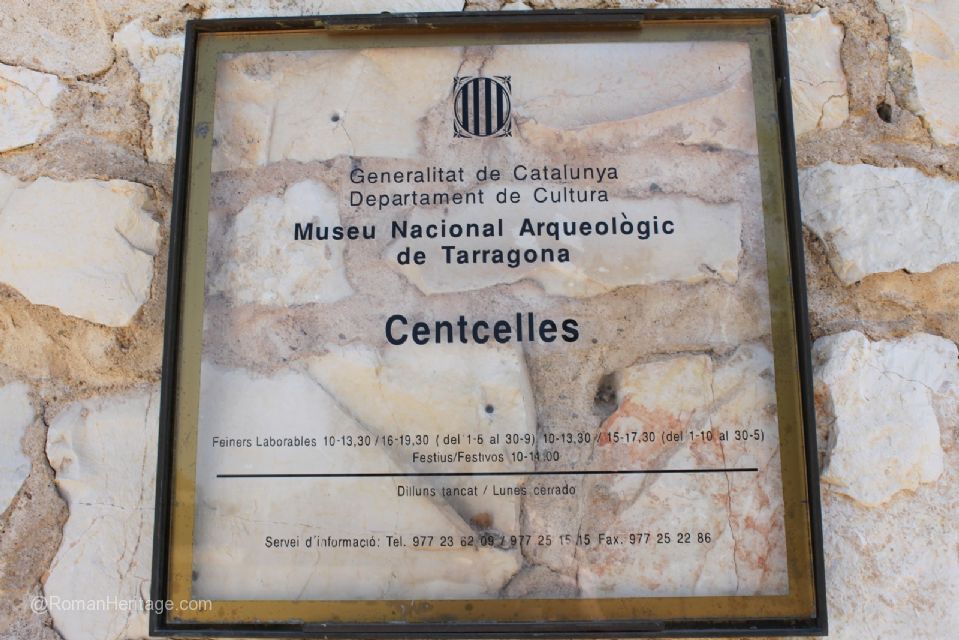 Generalitat de Catalunya
Departament de Cultura
Museu Nacional Arqueològic
de Tarragona
Centcelles
Feiners Laborables 10-13,30 / 16-19,30 ( del 1-6 al 30-9) 10-13,30 / 15-17,30 (del 1-10 al 30-5)
Festius/Festivos 10-14,00
Dilluns tancat / Lunes cerrado
Servei d'informació: Tel. 977 23 62 09 / 977 25 15 15 Fax. 977 25 22 86
@RomanHeritage.com